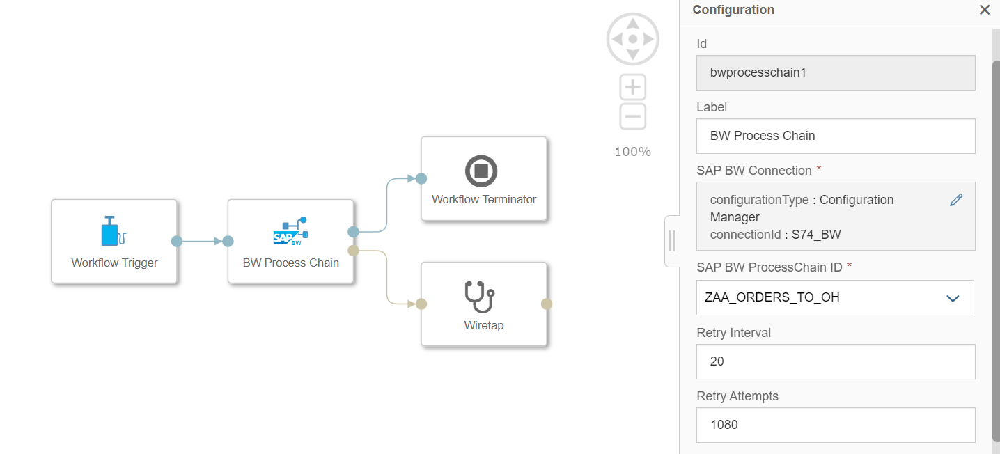 Configuration
Id
bwprocesschain1
Label
BW Process Chain
SAP BW Connection *
configurationType : Configuration
Manager
connectionId : S74_BW
SAP BW ProcessChain ID *
ZAA_ORDERS_TO_OH
Retry Interval
20
Retry Attempts
1080
100%
Workflow Terminator
SAP
BW
Workflow Trigger
BW Process Chain
Wiretap